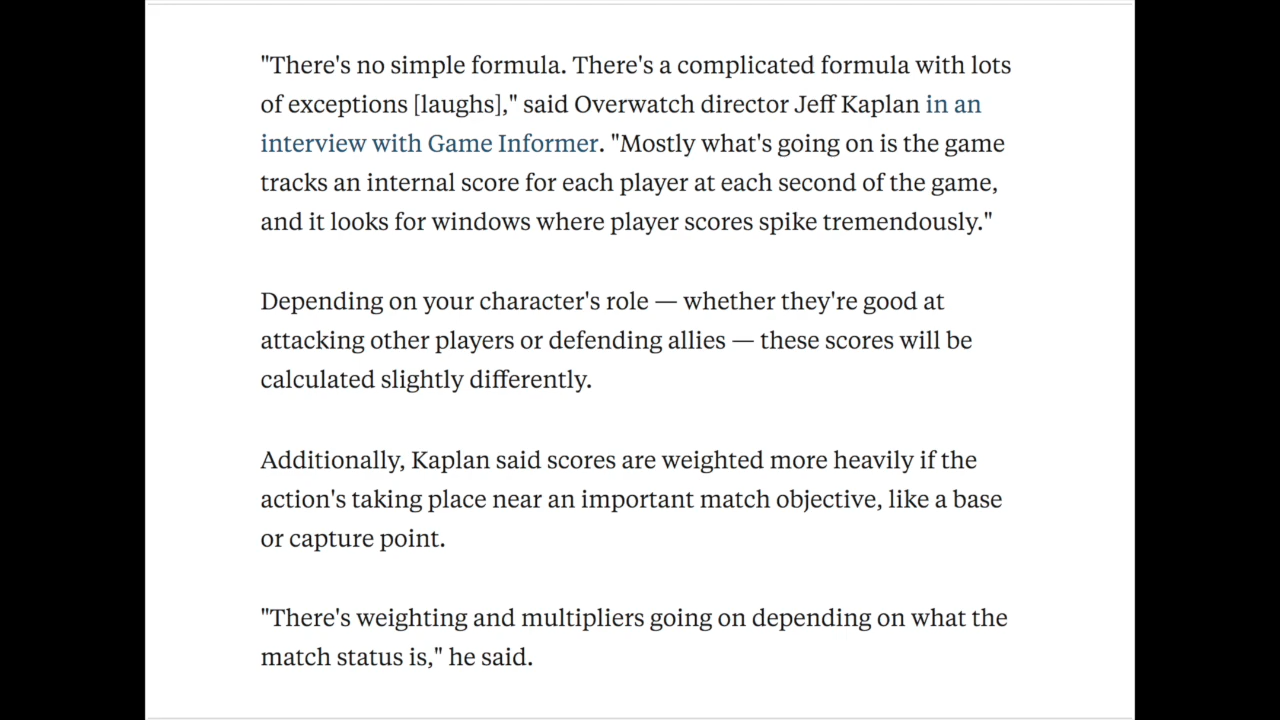 "There's no simple formula. There's a complicated formula with lots
of exceptions [laughs]," said Overwatch director Jeff Kaplan in an
interview with Game Informer. "Mostly what's going on is the game
tracks an internal score for each player at each second of the game,
and it looks for windows where player scores spike tremendously."
Depending on your character's role — whether they're good at
attacking other players or defending allies — these scores will be
calculated slightly differently.
Additionally, Kaplan said scores are weighted more heavily if the
action's taking place near an important match objective, like a base
or capture point.
"There's weighting and multipliers going on depending on what the
match status is," he said.